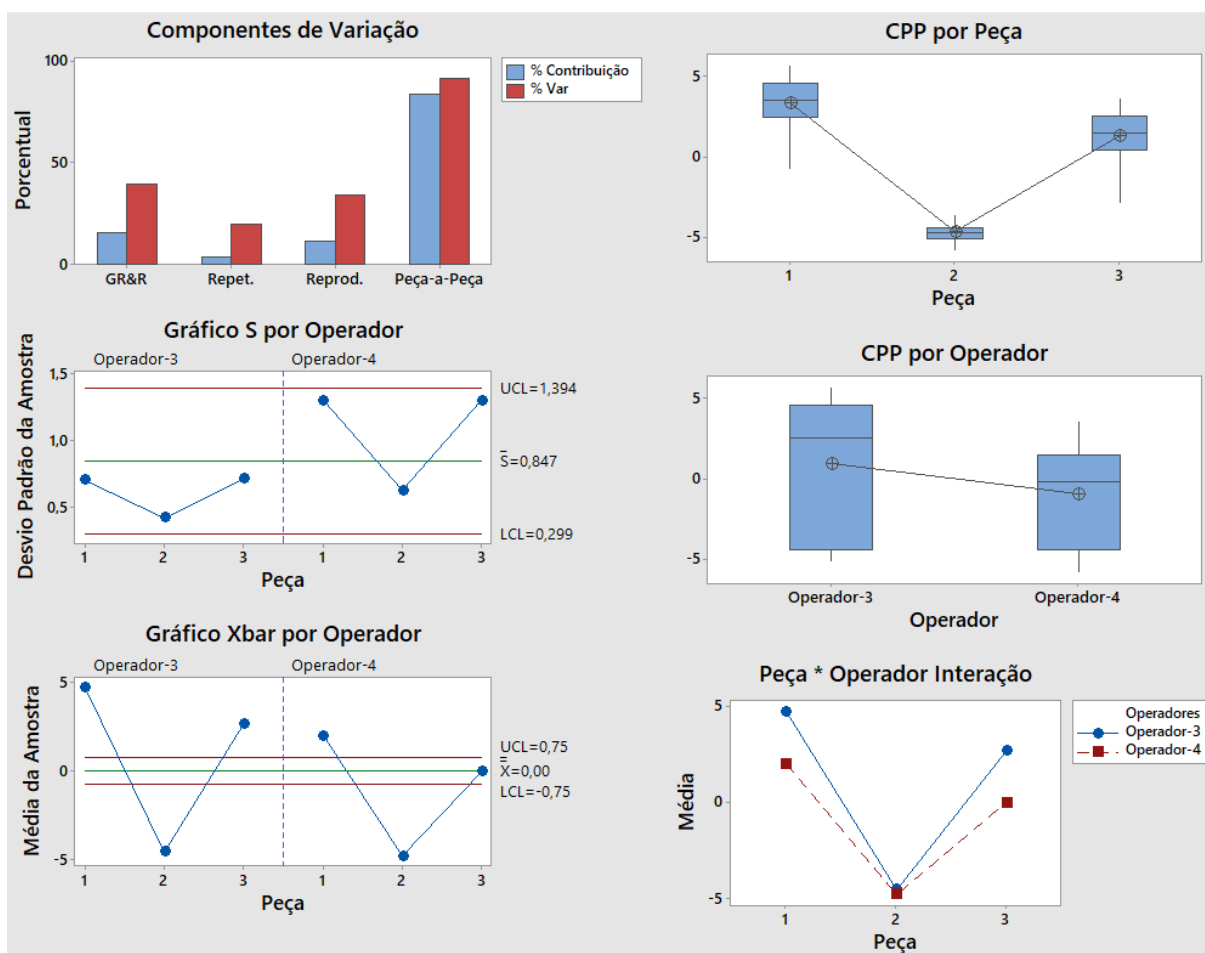 Componentes de Variação
100
50
0
Porcentual
GR&R
Repet.
Reprod.
Peça-a-Peça
% Contribuição
% Var
CPP por Peça
5
0
-5
1
2
3
Peça
Gráfico S por Operador
Operador-3
Operador-4
1,5
1,0
0,5
Desvio Padrão da Amostra
UCL=1,394
S=0,847
LCL=0,299
1
2
3
1
2
3
Peça
CPP por Operador
5
0
-5
Operador-3
Operador-4
Operador
Gráfico Xbar por Operador
Operador-3
Operador-4
5
0
-5
Média da Amostra
UCL=0,75
X=0,00
LCL=-0,75
1
2
3
1
2
3
Peça
Peça * Operador Interação
5
0
-5
Média
1
2
3
Peça
Operadores
Operador-3
Operador-4